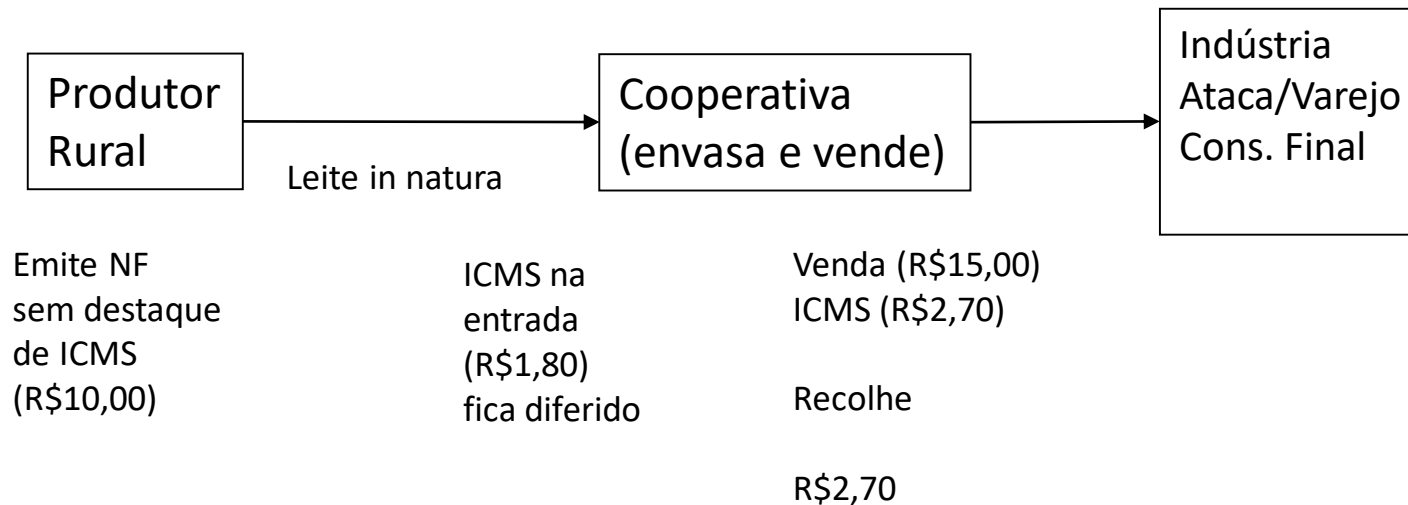 Produtor
Rural
Leite in natura
Cooperativa
(envasa e vende)
Indústria
Ataca/Varejo
Cons. Final
Emite NF
sem destaque
de ICMS
(R$10,00)
ICMS na
entrada
(R$1,80)
fica diferido
Venda (R$15,00)
ICMS (R$2,70)
Recolhe
R$2,70